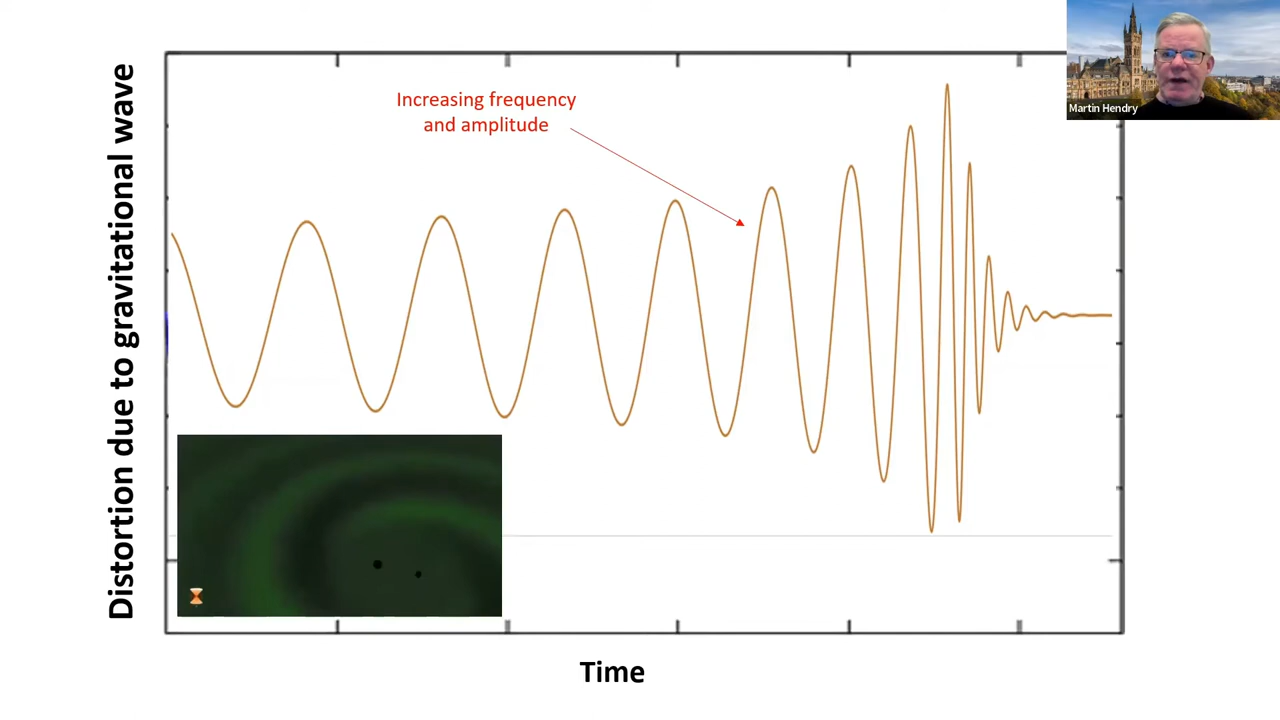 Martin Hendry
Increasing frequency
and amplitude
Distortion due to gravitational wave
Time